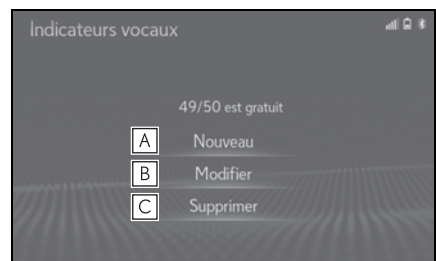 Indicateurs vocaux
49/50 est gratuit
A Nouveau
B Modifier
C Supprimer